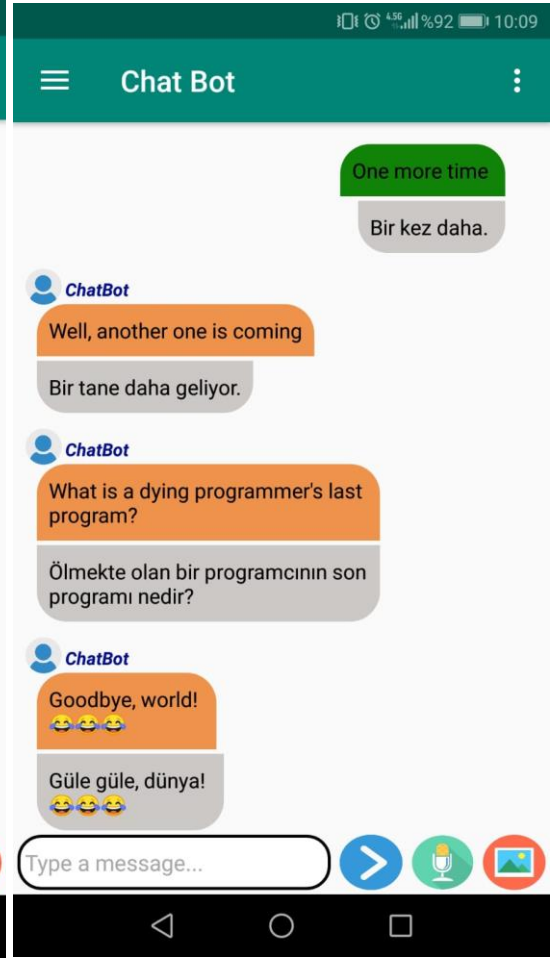 4.5G %92 10:09
Chat Bot
One more time
Bir kez daha.
ChatBot
Well, another one is coming
Bir tane daha geliyor.
ChatBot
What is a dying programmer's last
program?
Ölmekte olan bir programcının son
programı nedir?
ChatBot
Goodbye, world!
😂😂😂
Güle güle, dünya!
😂😂😂
Type a message...